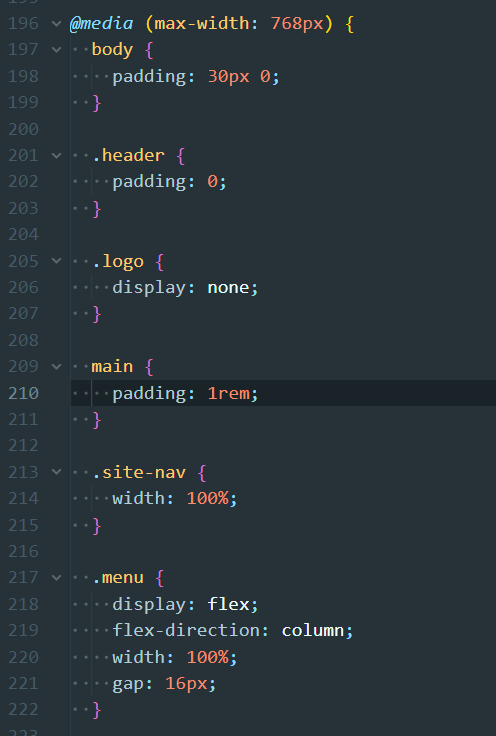 196 @media (max-width: 768px) {
197 body {
198 padding: 30px 0;
199 }
200
201 .header {
202 padding: 0;
203 }
204
205 .logo {
206 display: none;
207 }
208
209 main {
210 padding: 1rem;
211 }
212
213 .site-nav {
214 width: 100%;
215 }
216
217 .menu {
218 display: flex;
219 flex-direction: column;
220 width: 100%;
221 gap: 16px;
222 }